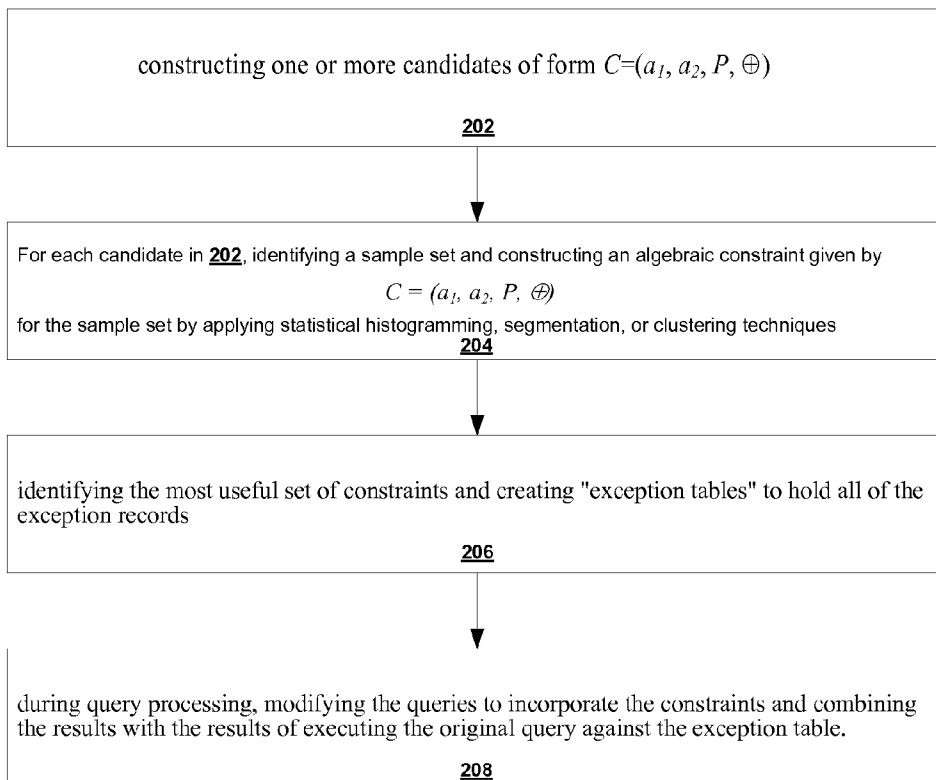 constructing one or more candidates of form C=(a₁, a₂, P, ⊕)
202
For each candidate in 202, identifying a sample set and constructing an algebraic constraint given by
C = (a₁, a₂, P, ⊕)
for the sample set by applying statistical histogramming, segmentation, or clustering techniques
204
identifying the most useful set of constraints and creating "exception tables" to hold all of the
exception records
206
during query processing, modifying the queries to incorporate the constraints and combining
the results with the results of executing the original query against the exception table.
208